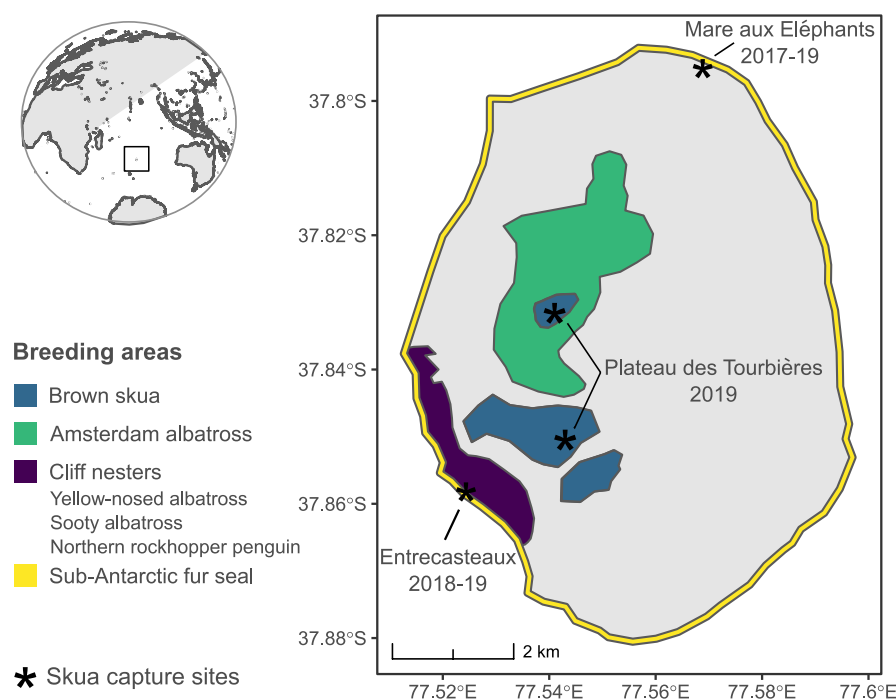 Mare aux Eléphants
2017-19
37.8°S
37.82°S
37.84°S
37.86°S
37.88°S
Plateau des Tourbières
2019
Entrecasteaux
2018-19
2 km
77.52°E
77.54°E
77.56°E
77.58°E
77.6°E
Breeding areas
Brown skua
Amsterdam albatross
Cliff nesters
Yellow-nosed albatross
Sooty albatross
Northern rockhopper penguin
Sub-Antarctic fur seal
* Skua capture sites